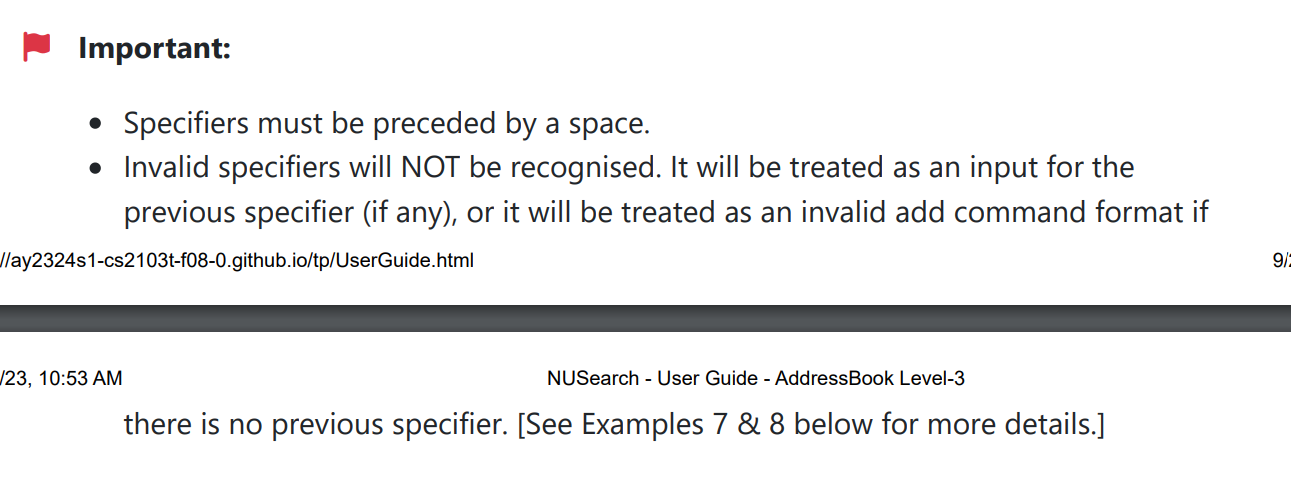 Important:
Specifiers must be preceded by a space.
Invalid specifiers will NOT be recognised. It will be treated as an input for the
previous specifier (if any), or it will be treated as an invalid add command format if
//ay2324s1-cs2103t-f08-0.github.io/tp/UserGuide.html 9/
/23, 10:53 AM NUSearch - User Guide - AddressBook Level-3
there is no previous specifier. [See Examples 7 & 8 below for more details.]